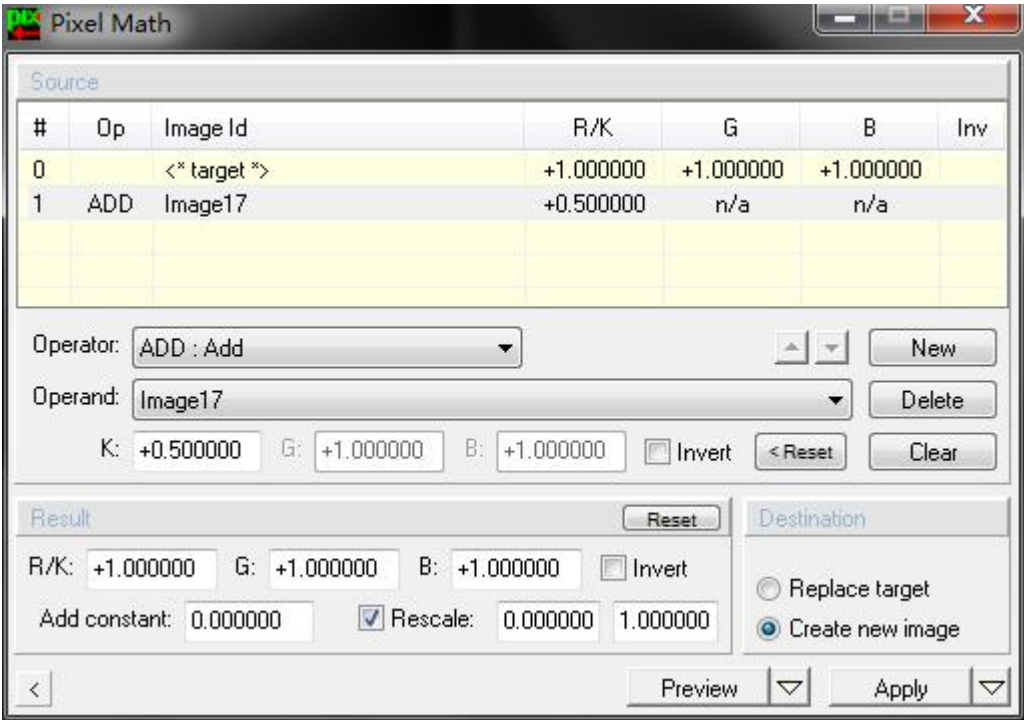 pix Pixel Math
Source
# Op Image Id R/K G B Inv
0 <* target *> +1.000000 +1.000000 +1.000000
1 ADD Image17 +0.500000 n/a n/a
Operator: ADD : Add New
Operand: Image17 Delete
K: +0.500000 G: +1.000000 B: +1.000000 Invert < Reset Clear
Result Reset Destination
R/K: +1.000000 G: +1.000000 B: +1.000000 Invert Replace target
Add constant: 0.000000 Rescale: 0.000000 1.000000 Create new image
< Preview Apply